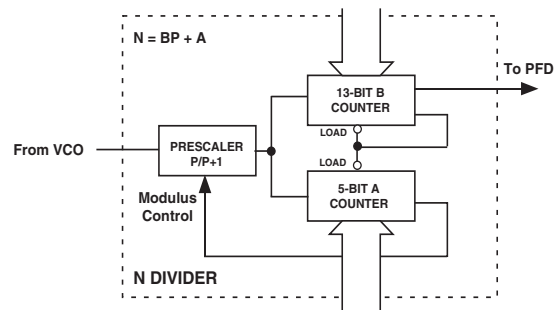 N = BP + A
To PFD
13-BIT B
COUNTER
LOAD
From VCO
PRESCALER
P/P+1
LOAD
5-BIT A
COUNTER
Modulus
Control
N DIVIDER